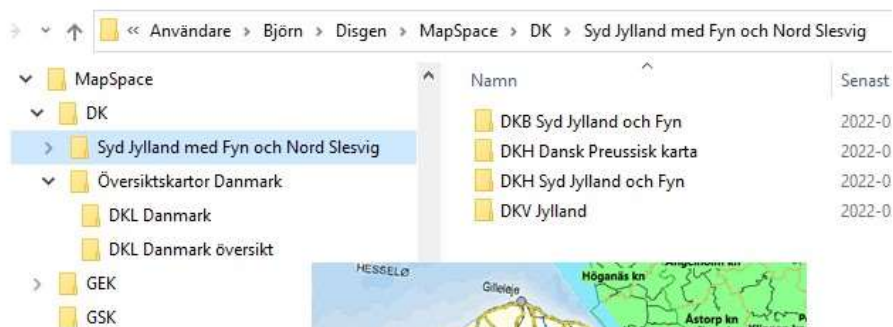 « Användare > Björn > Disgen > MapSpace > DK > Syd Jylland med Fyn och Nord Slesvig
MapSpace
DK
Syd Jylland med Fyn och Nord Slesvig
Översiktskartor Danmark
DKL Danmark
DKL Danmark översikt
GEK
GSK
Namn Senast
DKB Syd Jylland och Fyn 2022-0
DKH Dansk Preussisk karta 2022-0
DKH Syd Jylland och Fyn 2022-0
DKV Jylland 2022-0
HESSELØ
Gilleleje
Höganäs kn
Åstorp kn